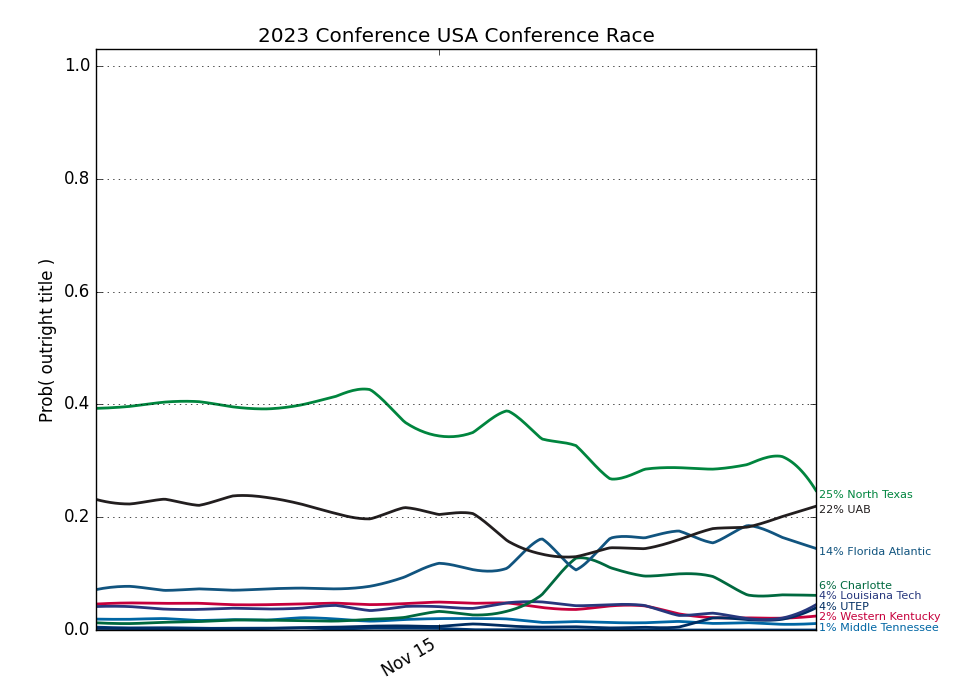 2023 Conference USA Conference Race
Prob( outright title )
1.0
0.8
0.6
0.4
0.2
0.0
Nov 15
25% North Texas
22% UAB
14% Florida Atlantic
6% Charlotte
4% Louisiana Tech
4% UTEP
2% Western Kentucky
1% Middle Tennessee